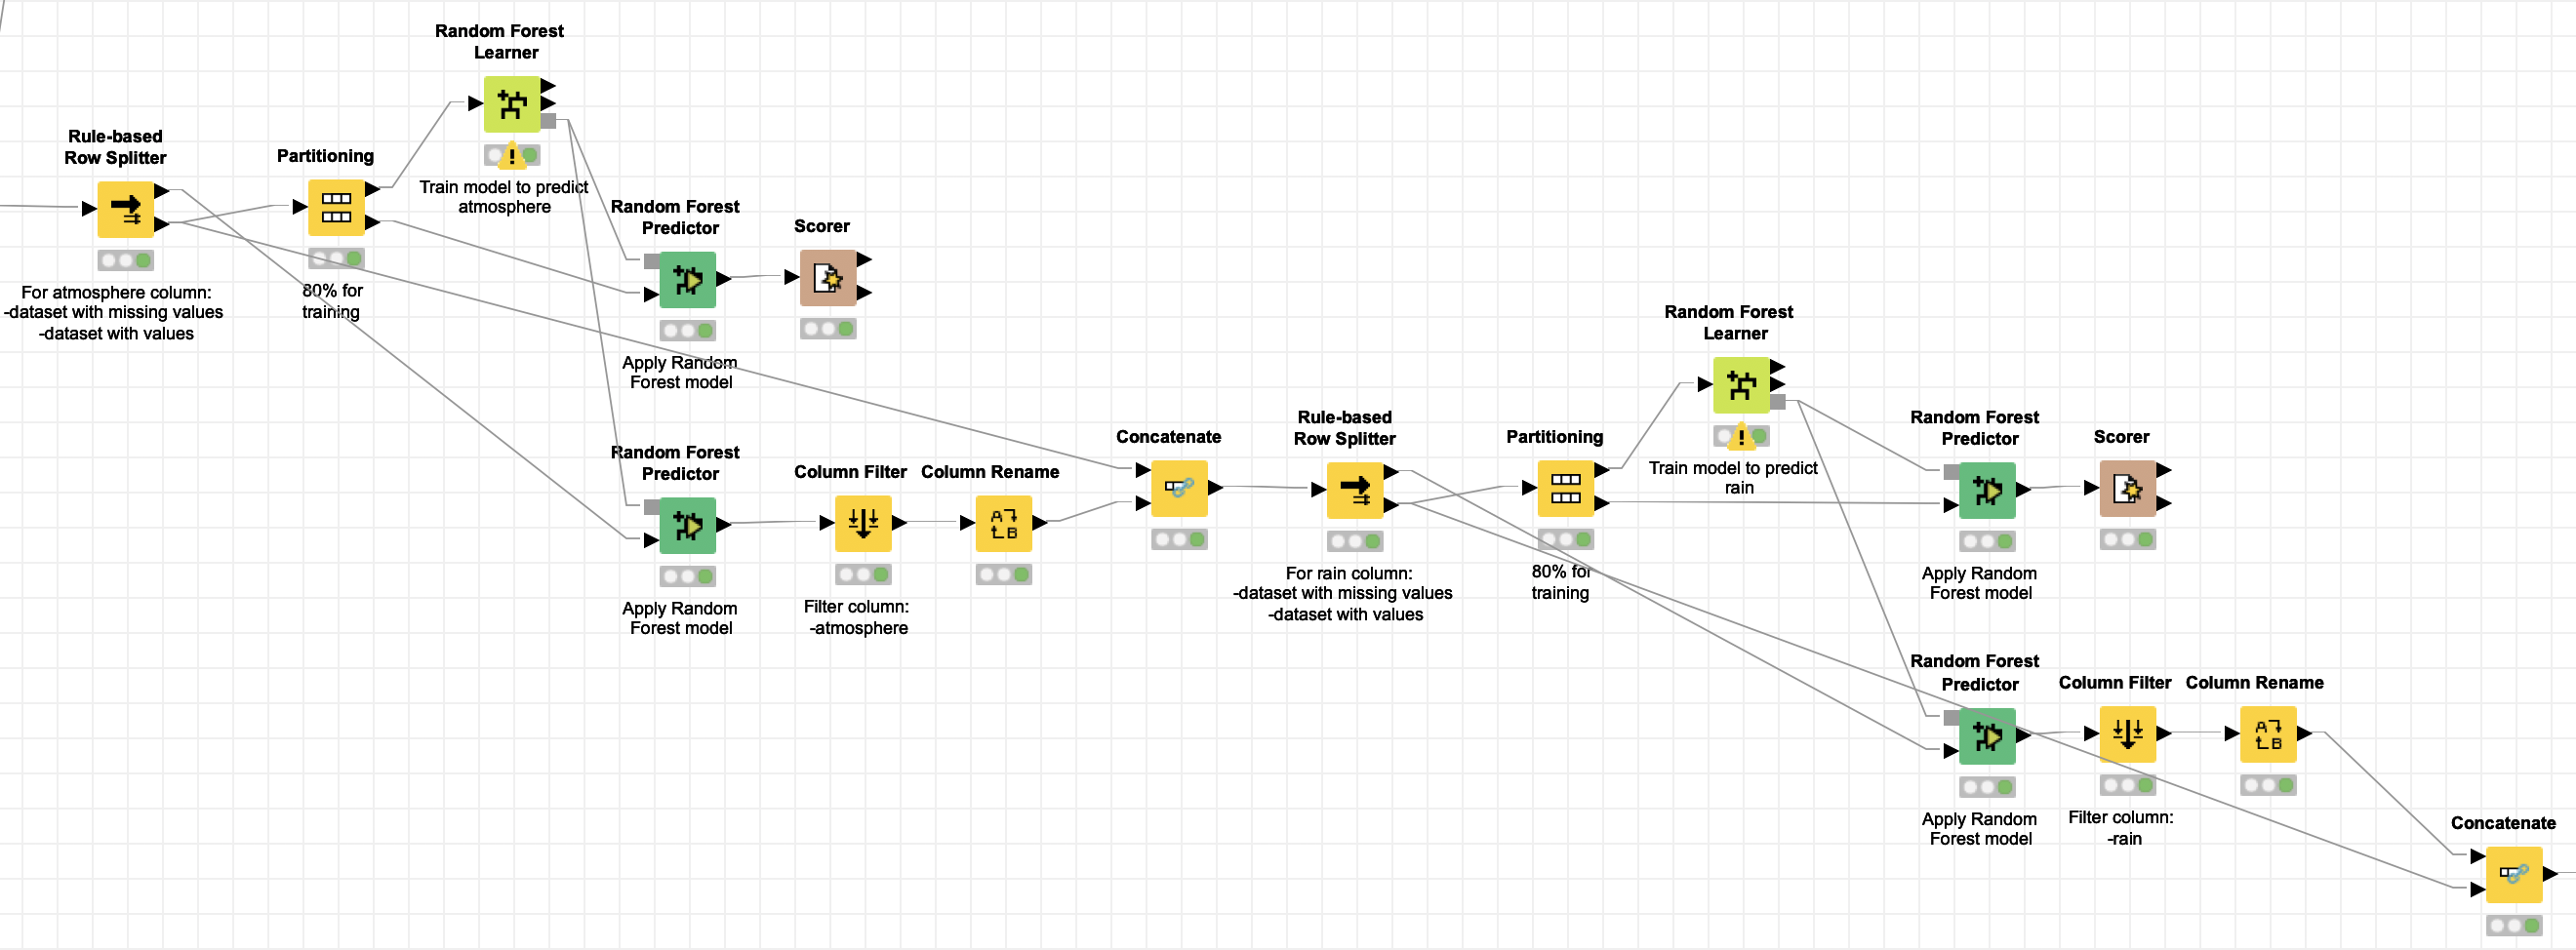 Random Forest
Learner
Train model to predict
atmosphere
Rule-based
Row Splitter
For atmosphere column:
-dataset with missing values
-dataset with values
Partitioning
80% for
training
Random Forest
Predictor
Apply Random
Forest model
Scorer
Random Forest
Predictor
Apply Random
Forest model
Column Filter
Filter column:
-atmosphere
Column Rename
Concatenate
Rule-based
Row Splitter
For rain column:
-dataset with missing values
-dataset with values
Partitioning
80% for
training
Random Forest
Learner
Train model to predict
rain
Random Forest
Predictor
Apply Random
Forest model
Scorer
Random Forest
Predictor
Apply Random
Forest model
Column Filter
Filter column:
-rain
Column Rename
Concatenate